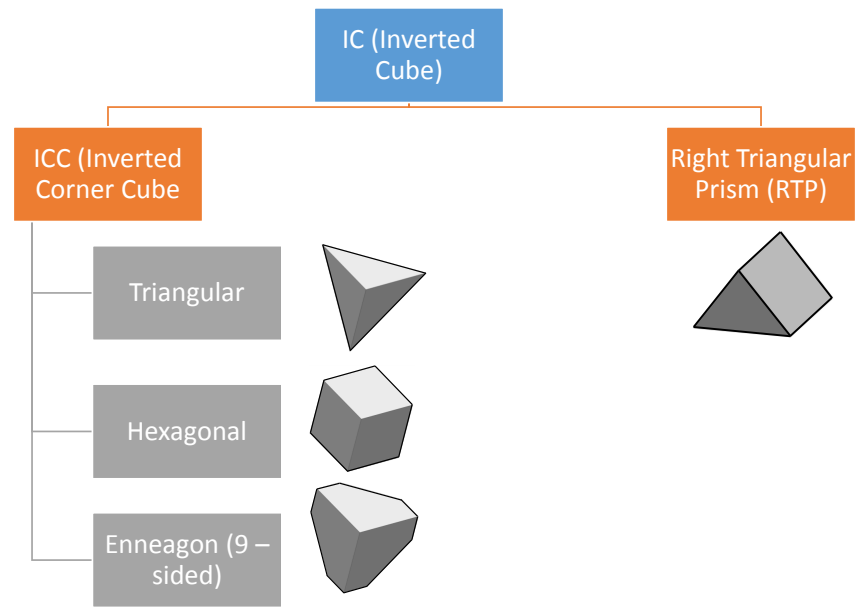 IC (Inverted
Cube)
ICC (Inverted
Corner Cube
Right Triangular
Prism (RTP)
Triangular
Hexagonal
Enneagon (9 –
sided)